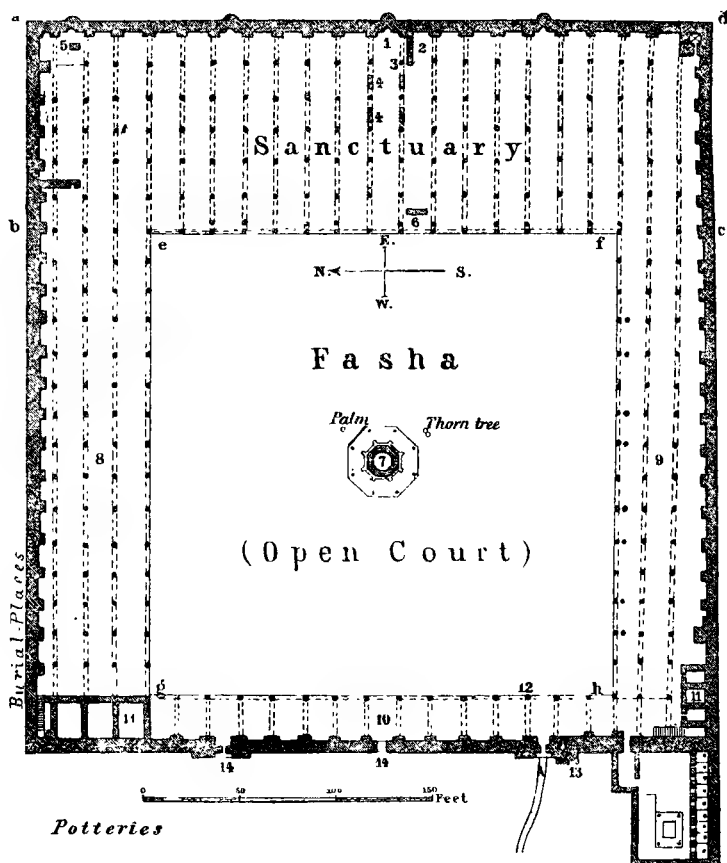 a d
5 1 2
3
4
t 4
Sanctuary
6
b c
e f
E.
N. S.
W.
Fasha
Palm Thorn tree
7
8 9
(Open Court)
Burial-Places
g 12 h
11 10 11
14 14 13
0 50 100 150 Feet
Potteries